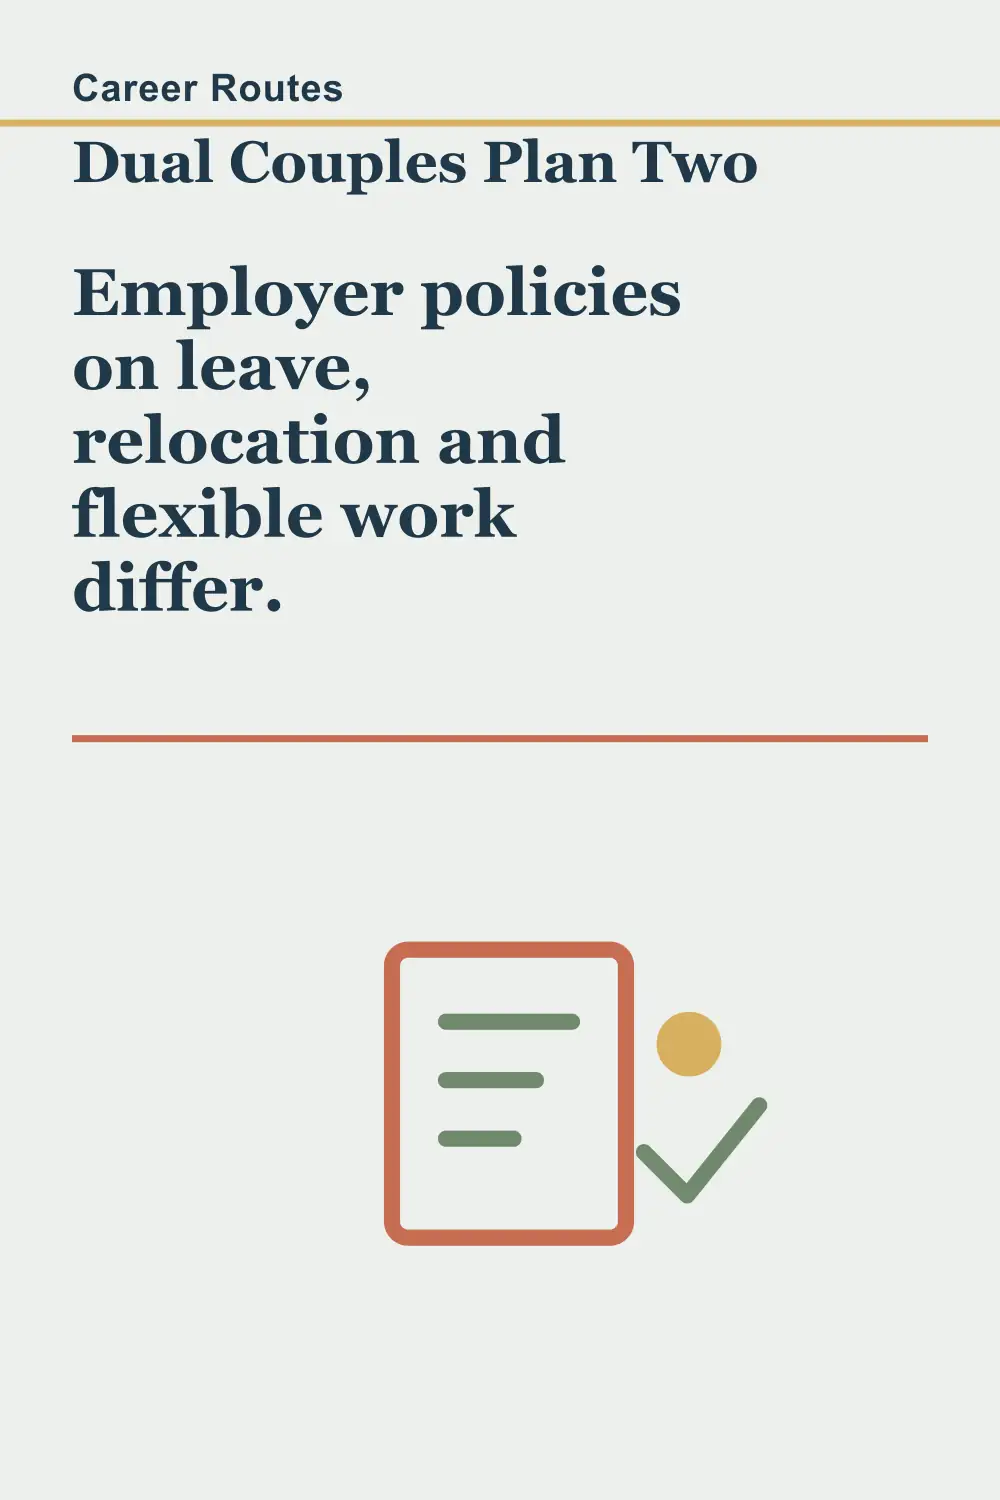 Career Routes
Dual Couples Plan Two
Employer policies
on leave,
relocation and
flexible work
differ.